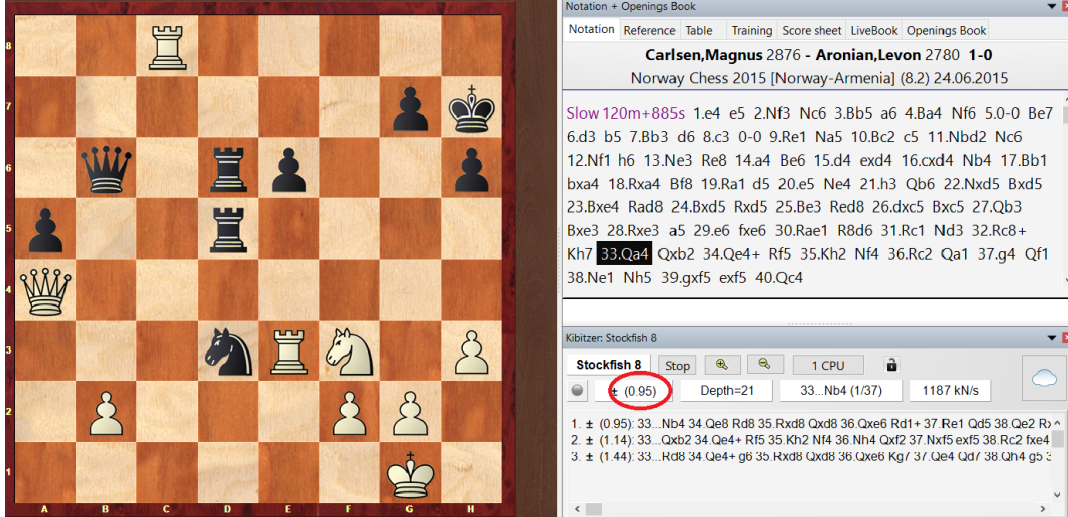 Notation + Openings Book
Notation Reference Table Training Score sheet LiveBook Openings Book
Carlsen,Magnus 2876 - Aronian,Levon 2780 1-0
Norway Chess 2015 [Norway-Armenia] (8.2) 24.06.2015
Slow 120m+885s 1.e4 e5 2.Nf3 Nc6 3.Bb5 a6 4.Ba4 Nf6 5.0-0 Be7
6.d3 b5 7.Bb3 d6 8.c3 0-0 9.Re1 Na5 10.Bc2 c5 11.Nbd2 Nc6
12.Nf1 h6 13.Ne3 Re8 14.a4 Be6 15.d4 exd4 16.cxd4 Nb4 17.Bb1
bxa4 18.Rxa4 Bf8 19.Ra1 d5 20.e5 Ne4 21.h3 Qb6 22.Nxd5 Bxd5
23.Bxe4 Rad8 24.Bxd5 Rxd5 25.Be3 Red8 26.dxc5 Bxc5 27.Qb3
Bxe3 28.Rxe3 a5 29.e6 fxe6 30.Rae1 R8d6 31.Rc1 Nd3 32.Rc8+
Kh7 33.Qa4 Qxb2 34.Qe4+ Rf5 35.Kh2 Nf4 36.Rc2 Qa1 37.g4 Qf1
38.Ne1 Nh5 39.gxf5 exf5 40.Qc4
Kibitzer: Stockfish 8
Stockfish 8 Stop 1 CPU
± (0.95) Depth=21 33...Nb4 (1/37) 1187 kN/s
1. ± (0.95): 33...Nb4 34.Qe8 Rd8 35.Rxd8 Qxd8 36.Qxe6 Rd1+ 37.Re1 Qd5 38.Qe2
2. ± (1.14): 33...Qxb2 34.Qe4+ Rf5 35.Kh2 Nf4 36.Nh4 Qxf2 37.Nxf5 exf5 38.Rc2 fxe4
3. ± (1.44): 33...Rd8 34.Qe4+ g6 35.Rxd8 Qxd8 36.Qxe6 Kg7 37.Qe4 Qd7 38.Qh4 g5
8
7
6
5
4
3
2
1
A B C D E F G H